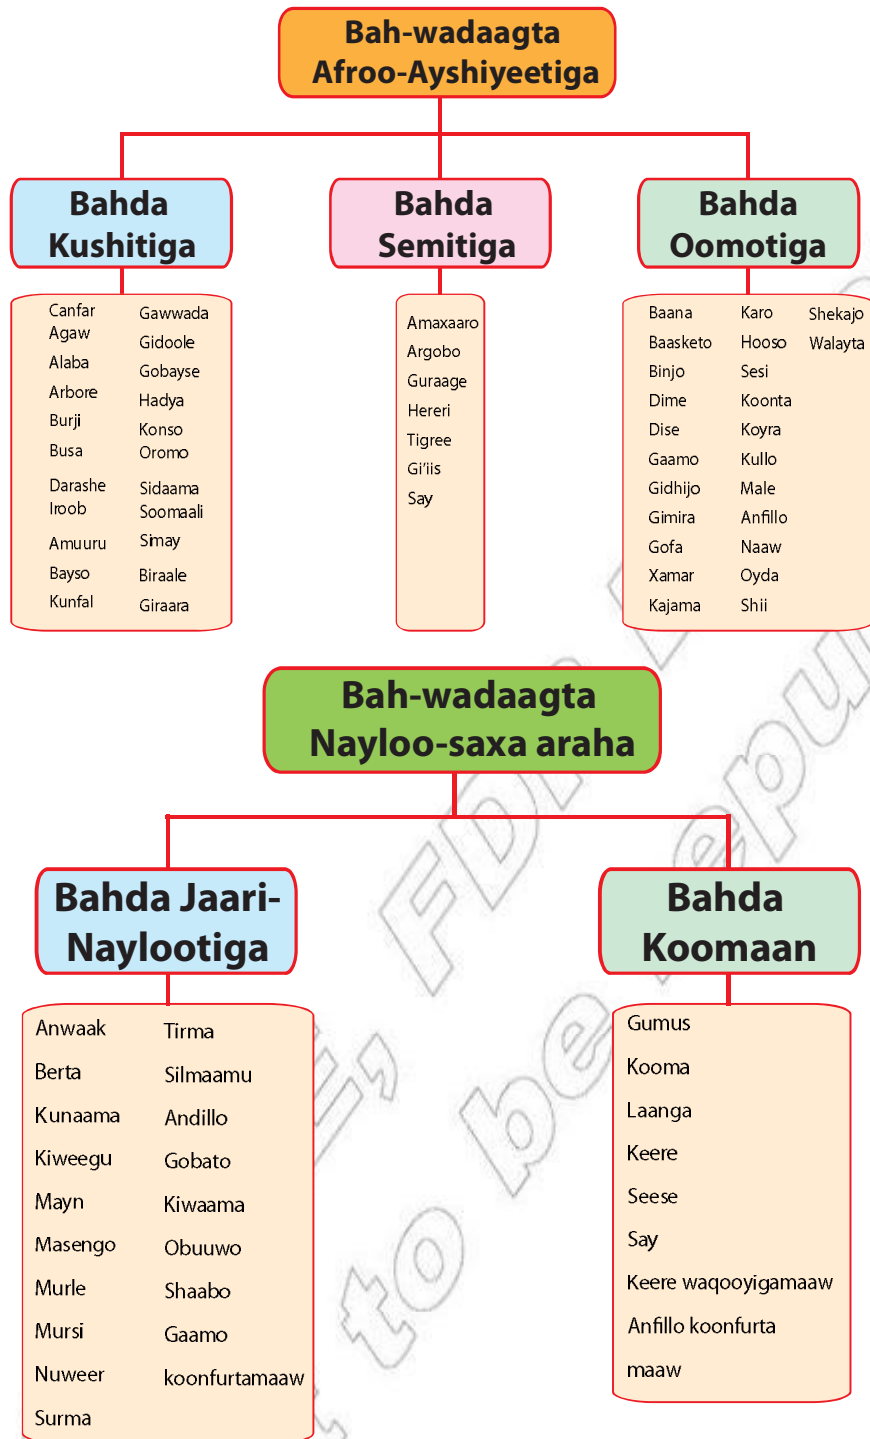 Bah-wadaagta
Afroo-Ayshiyeetiga
Bahda
Kushitiga
Bahda
Semitiga
Bahda
Oomotiga
Canfar
Agaw
Alaba
Arbore
Burji
Busa
Darashe
Iroob
Amuuru
Bayso
Kunfal
Gawwada
Gidoole
Gobayse
Hadya
Konso
Oromo
Sidaama
Soomaali
Simay
Biraale
Giraara
Amaxaaro
Argobo
Guraage
Hereri
Tigree
Gi'iis
Say
Baana
Baasketo
Binjo
Dime
Dise
Gaamo
Gidhijo
Gimira
Gofa
Xamar
Kajama
Karo
Hooso
Sesi
Koonta
Koyra
Kullo
Male
Anfillo
Naaw
Oyda
Shii
Shekajo
Walayta
Bah-wadaagta
Nayloo-saxa araha
Bahda Jaari-
Naylootiga
Bahda
Koomaan
Anwaak
Berta
Kunaama
Kiweegu
Mayn
Masengo
Murle
Mursi
Nuweer
Surma
Tirma
Silmaamu
Andillo
Gobato
Kiwaama
Obuuwo
Shaabo
Gaamo
koonfurtamaaw
Gumus
Kooma
Laanga
Keere
Seese
Say
Keere waqooyigamaaw
Anfillo koonfurta
maaw
to be